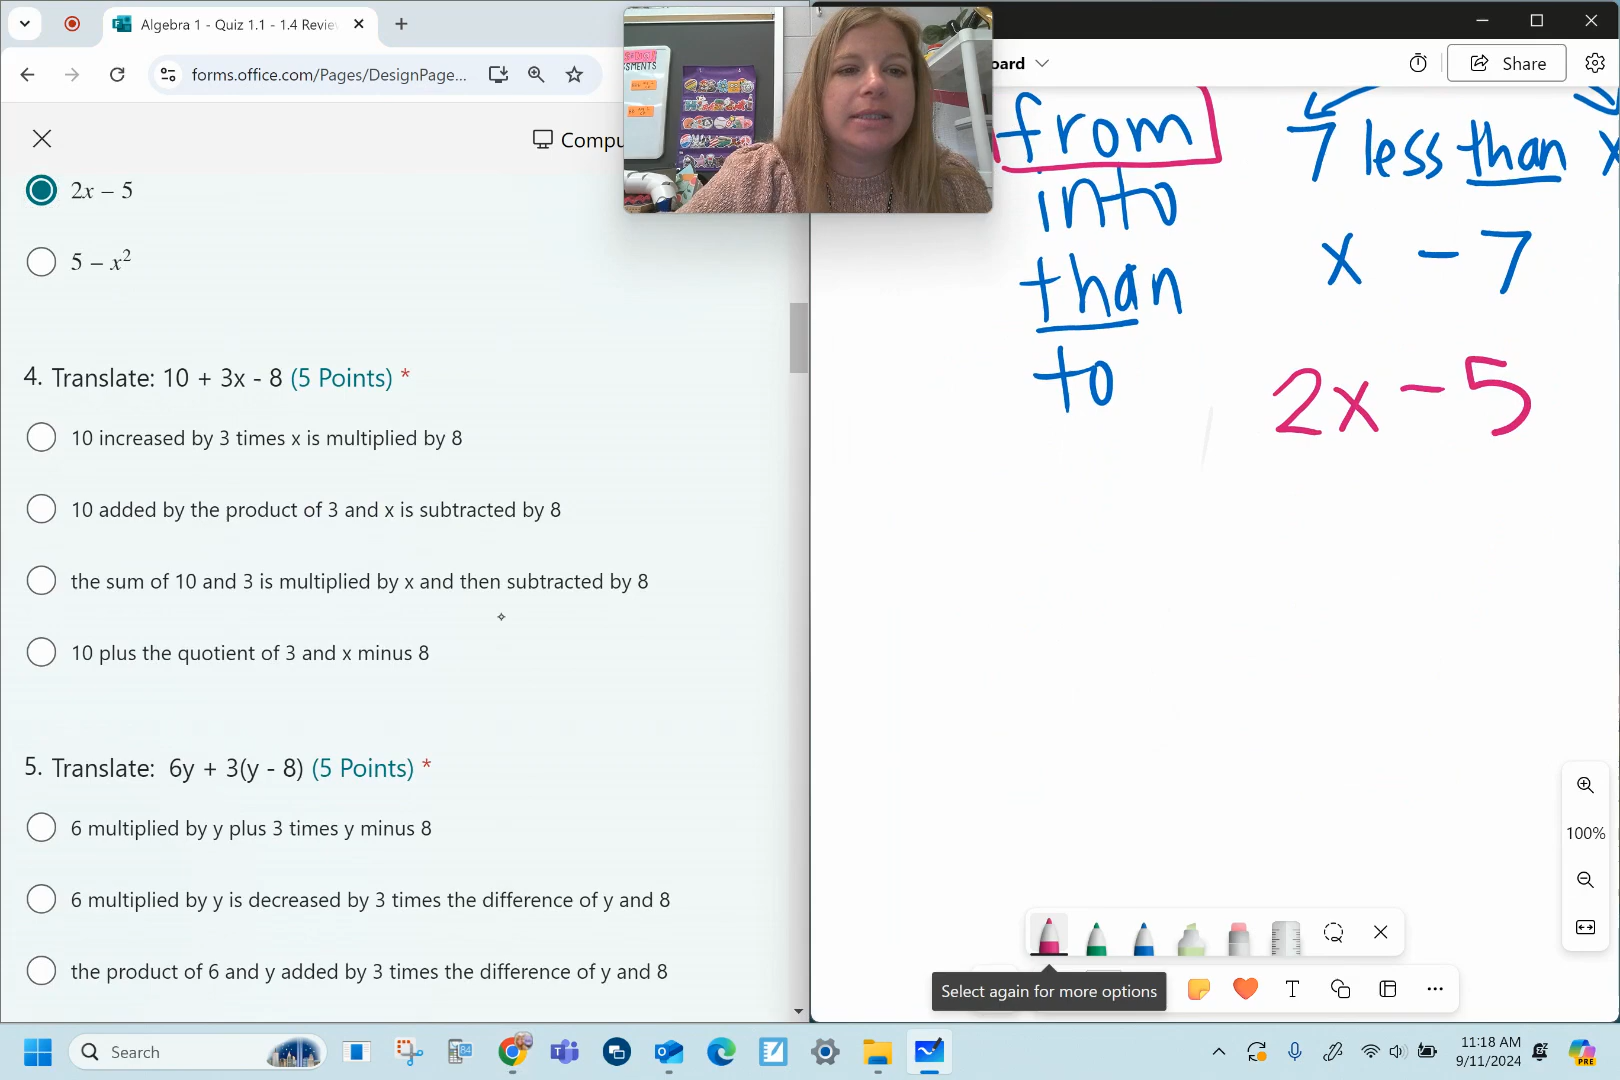 Algebra 1 - Quiz 1.1 - 1.4 Revie
forms.office.com/Pages/DesignPage...
SMENTS
oard
Share
Compu
2x – 5
5 – x²
4. Translate: 10 + 3x - 8 (5 Points) *
10 increased by 3 times x is multiplied by 8
10 added by the product of 3 and x is subtracted by 8
the sum of 10 and 3 is multiplied by x and then subtracted by 8
10 plus the quotient of 3 and x minus 8
5. Translate: 6y + 3(y - 8) (5 Points) *
6 multiplied by y plus 3 times y minus 8
6 multiplied by y is decreased by 3 times the difference of y and 8
the product of 6 and y added by 3 times the difference of y and 8
from
into
than
to
7 less than x
x - 7
2x - 5
100%
Select again for more options
T
Search
11:18 AM
9/11/2024
PRE